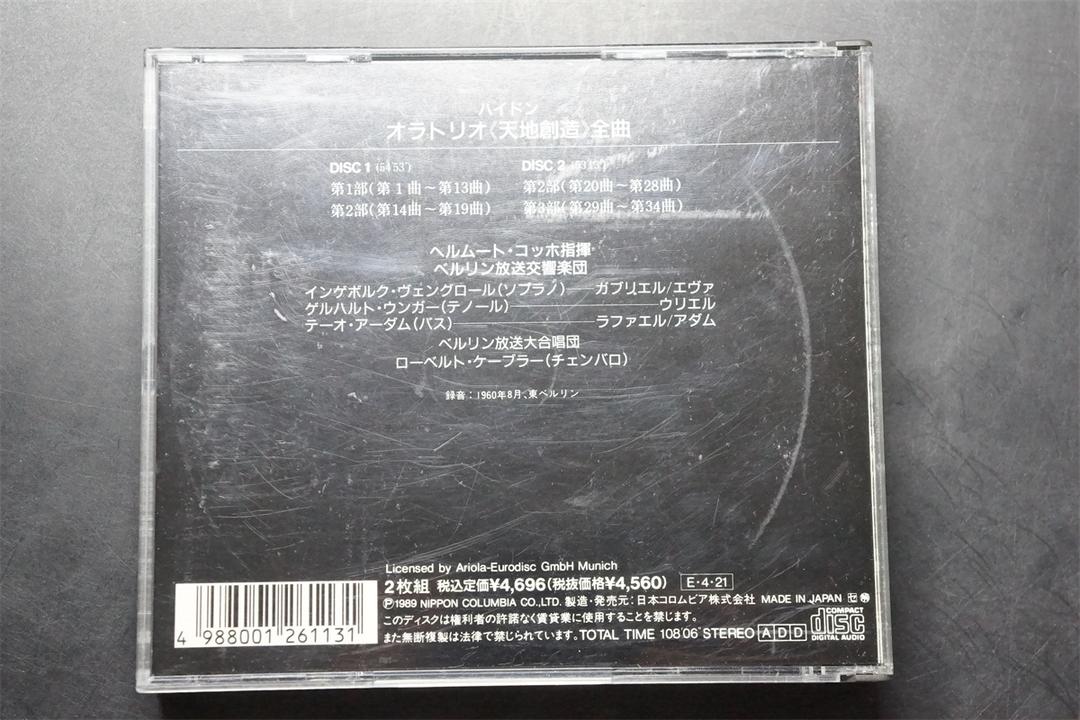 ハイドン
オラトリオ〈天地創造〉全曲
DISC 1 (54′53″) DISC 2 (53′13″)
第1部(第1曲〜第13曲) 第2部(第20曲〜第28曲)
第2部(第14曲〜第19曲) 第3部(第29曲〜第34曲)
ヘルムート・コッホ指揮
ベルリン放送交響楽団
インゲボルク・ヴェングロール(ソプラノ)――ガブリエル/エヴァ
ゲルハルト・ウンガー(テノール)――ウリエル
テーオ・アーダム(バス)――ラファエル/アダム
ベルリン放送大合唱団
ローベルト・ケーブラー(チェンバロ)
録音：1960年8月、東ベルリン
Licensed by Ariola-Eurodisc GmbH Munich
2枚組 税込定価¥4,696(税抜価格¥4,560) E・4・21
Ⓟ1989 NIPPON COLUMBIA CO.,LTD. 製造・発売元：日本コロムビア株式会社 MADE IN JAPAN
このディスクは権利者の許諾なく賃貸業に使用することを禁じます。
また無断複製は法律で禁じられています。TOTAL TIME 108′06″ STEREO ADD
COMPACT disc DIGITAL AUDIO
4 988001 261131